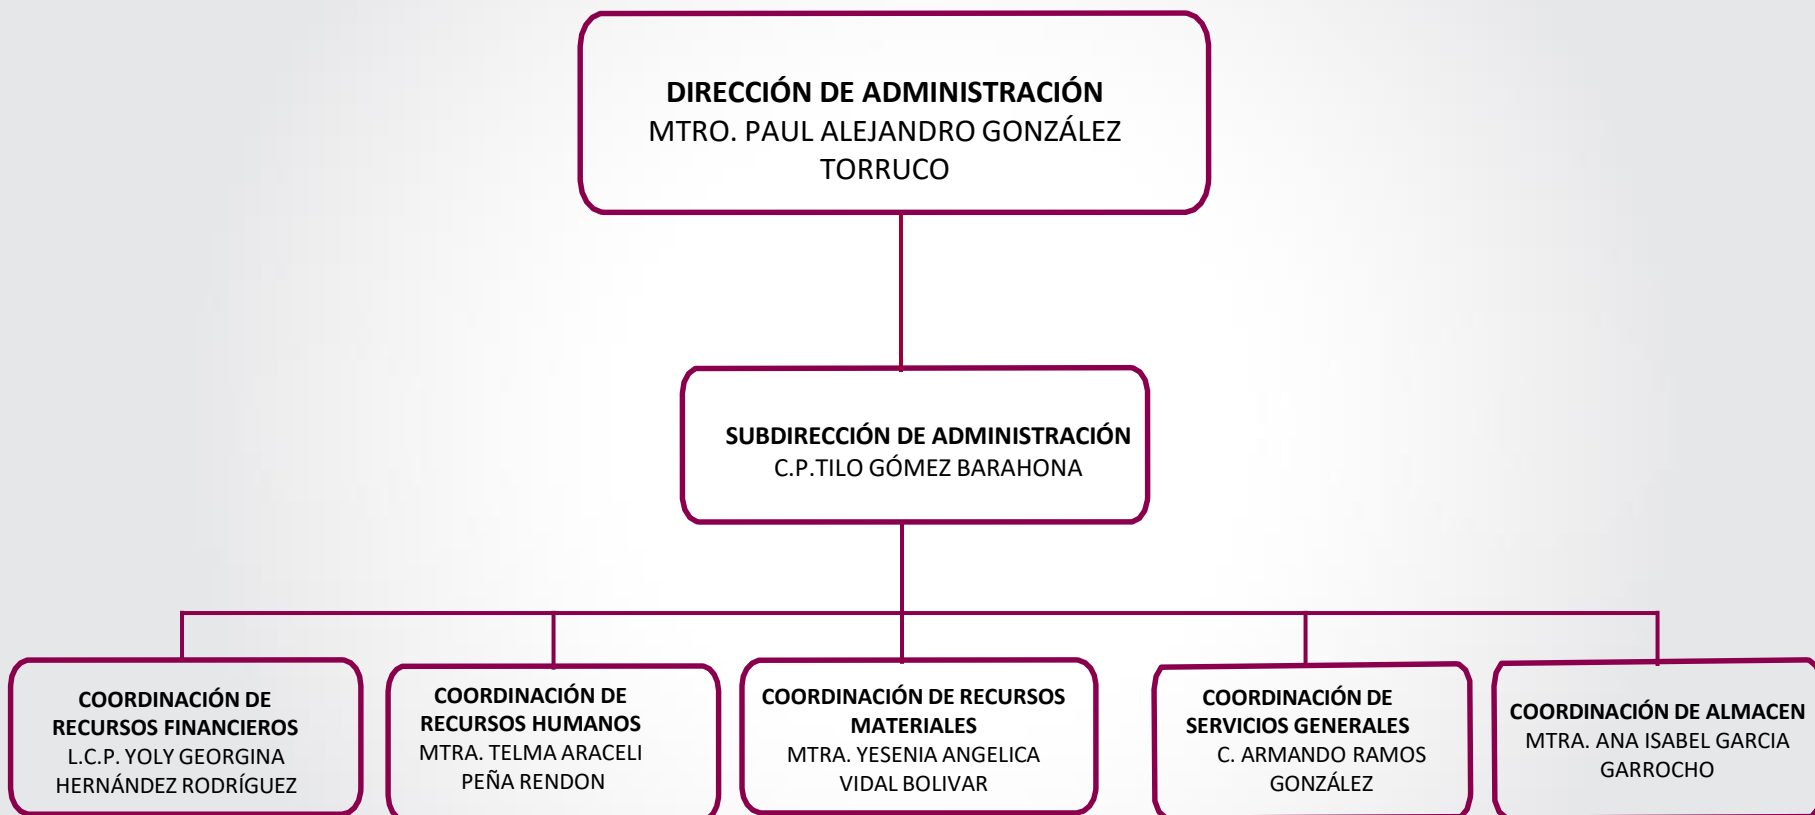 DIRECCIÓN DE ADMINISTRACIÓN
MTRO. PAUL ALEJANDRO GONZÁLEZ
TORRUCO
SUBDIRECCIÓN DE ADMINISTRACIÓN
C.P.TILO GÓMEZ BARAHONA
COORDINACIÓN DE
RECURSOS FINANCIEROS
L.C.P. YOLY GEORGINA
HERNÁNDEZ RODRÍGUEZ
COORDINACIÓN DE
RECURSOS HUMANOS
MTRA. TELMA ARACELI
PEÑA RENDON
COORDINACIÓN DE RECURSOS
MATERIALES
MTRA. YESENIA ANGELICA
VIDAL BOLIVAR
COORDINACIÓN DE
SERVICIOS GENERALES
C. ARMANDO RAMOS
GONZÁLEZ
COORDINACIÓN DE ALMACEN
MTRA. ANA ISABEL GARCIA
GARROCHO